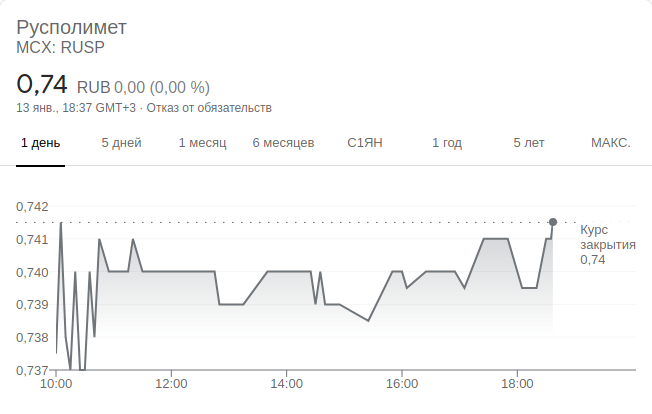 Русполимет
MCX: RUSP
0,74 RUB 0,00 (0,00 %)
13 янв., 18:37 GMT+3 · Отказ от обязательств
1 день 5 дней 1 месяц 6 месяцев С1ЯН 1 год 5 лет МАКС.
0,742
0,741
0,740
0,739
0,738
0,737
Курс
закрытия
0,74
10:00 12:00 14:00 16:00 18:00